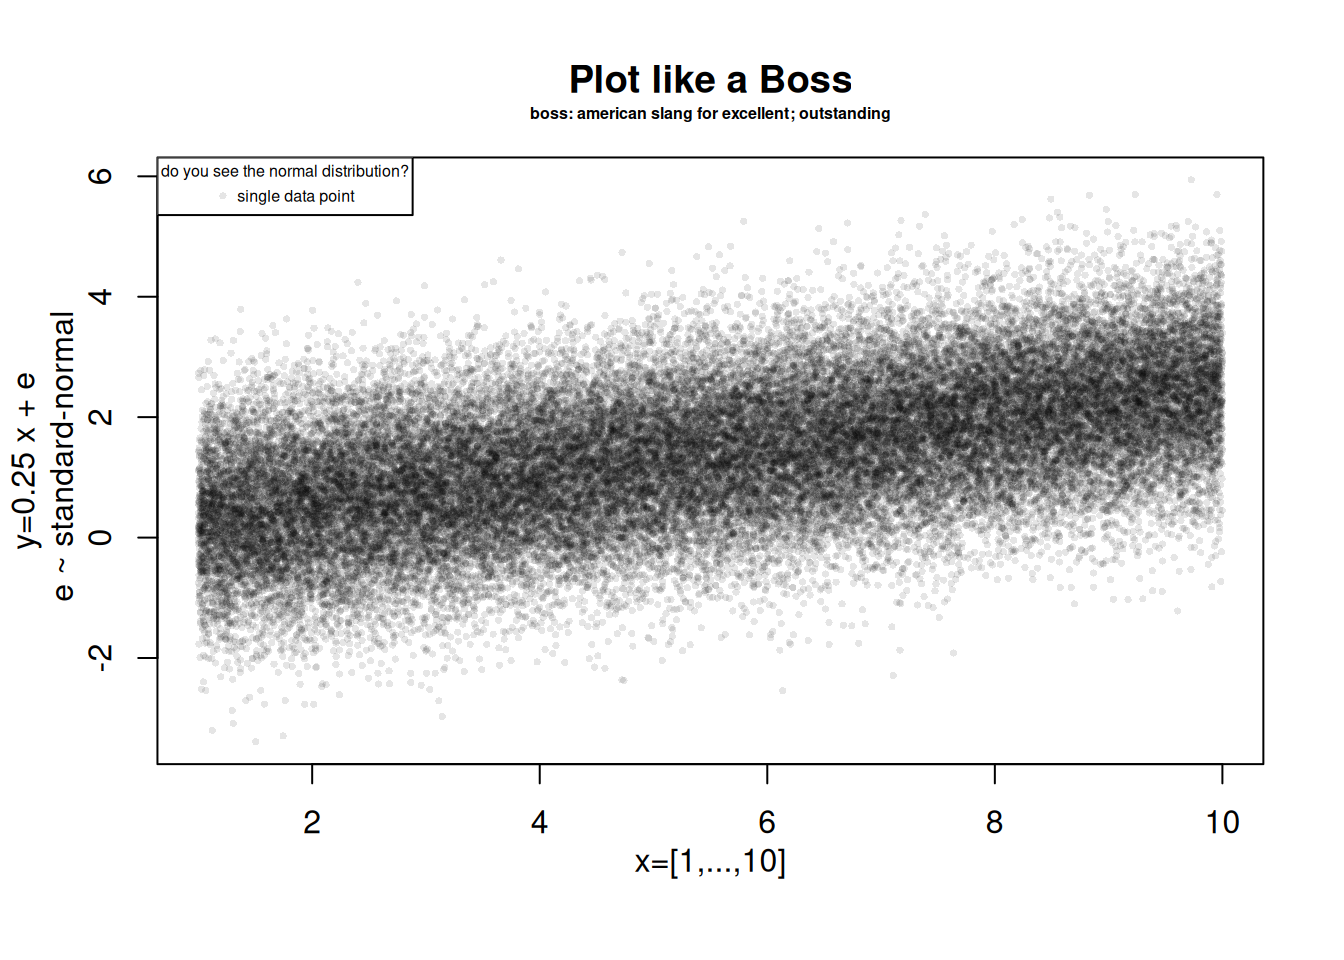 Plot like a Boss
boss: american slang for excellent; outstanding
do you see the normal distribution?
single data point
y=0.25 x + e
e ~ standard-normal
6
4
2
0
-2
2
4
6
8
10
x=[1,...,10]